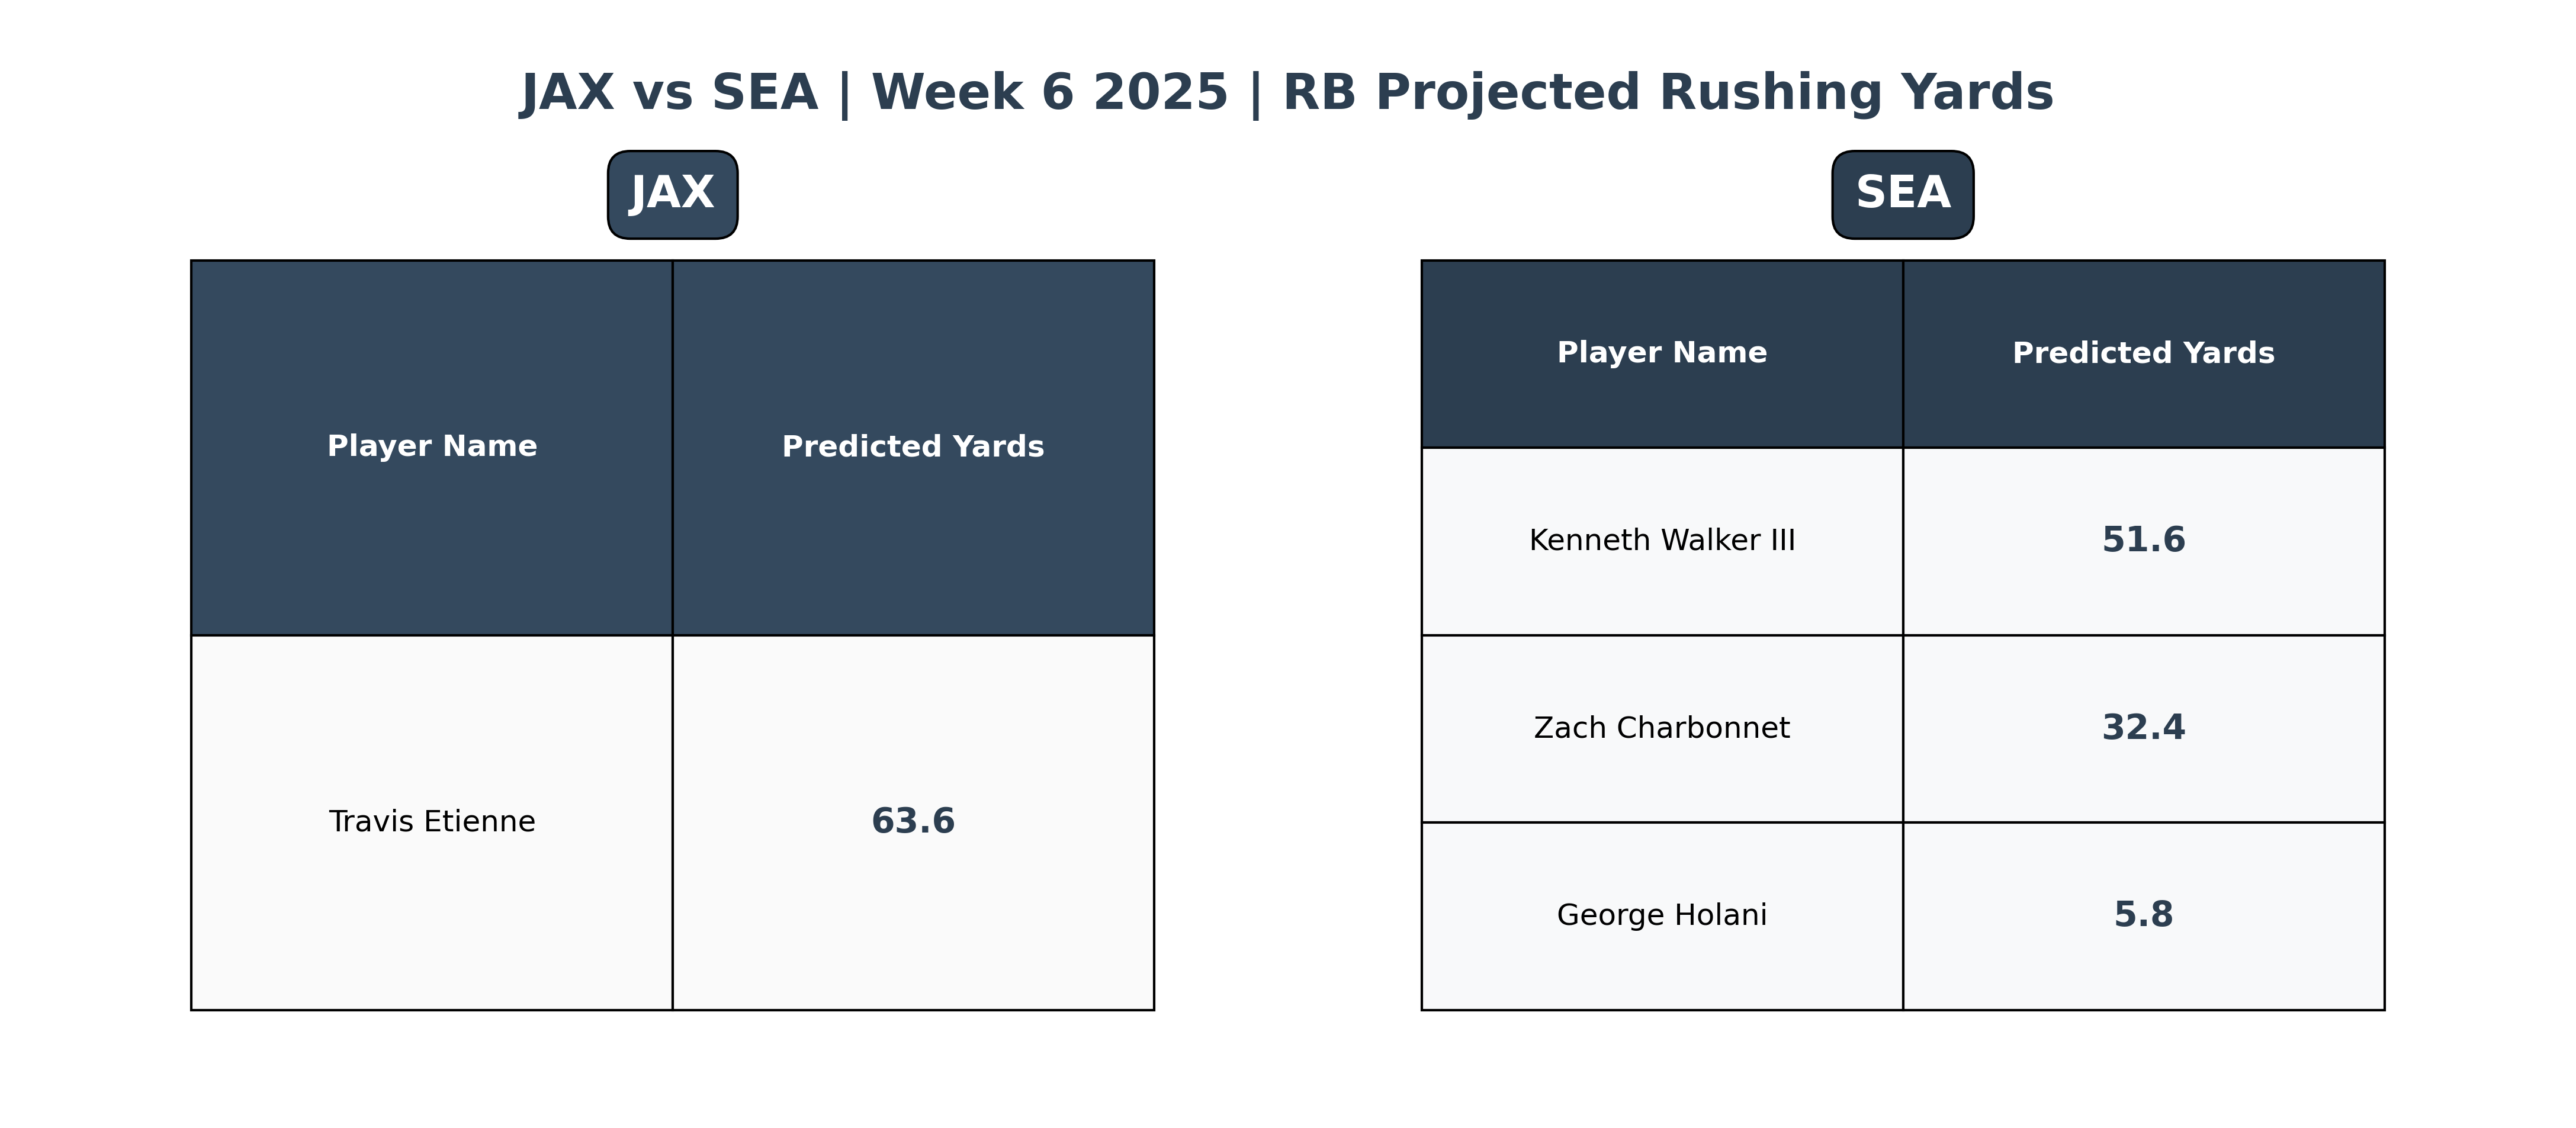 JAX vs SEA | Week 6 2025 | RB Projected Rushing Yards
JAX
Player Name Predicted Yards
Travis Etienne 63.6
SEA
Player Name Predicted Yards
Kenneth Walker III 51.6
Zach Charbonnet 32.4
George Holani 5.8